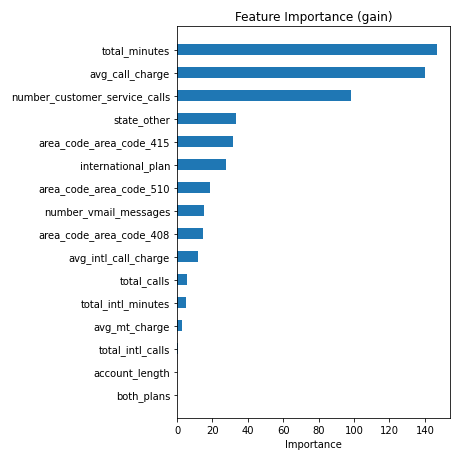 Feature Importance (gain)
total_minutes
avg_call_charge
number_customer_service_calls
state_other
area_code_area_code_415
international_plan
area_code_area_code_510
number_vmail_messages
area_code_area_code_408
avg_intl_call_charge
total_calls
total_intl_minutes
avg_mt_charge
total_intl_calls
account_length
both_plans
0 20 40 60 80 100 120 140
Importance